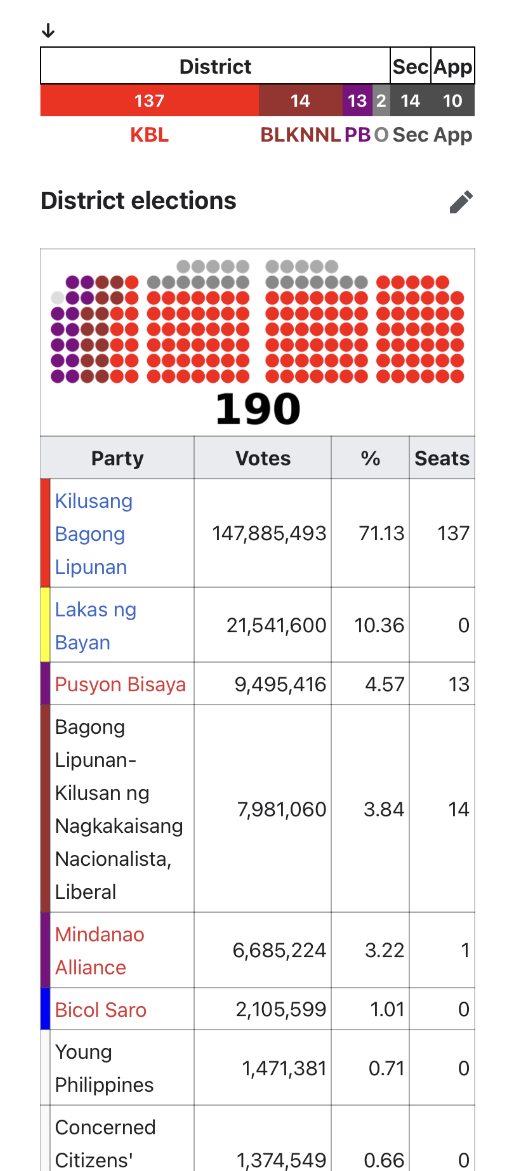 ↓
District Sec App
137 14 13 2 14 10
KBL BLKNNL PB O Sec App
District elections
190
Party Votes % Seats
Kilusang
Bagong
Lipunan
147,885,493 71.13 137
Lakas ng
Bayan
21,541,600 10.36 0
Pusyon Bisaya 9,495,416 4.57 13
Bagong
Lipunan-
Kilusan ng
Nagkakaisang
Nacionalista,
Liberal
7,981,060 3.84 14
Mindanao
Alliance
6,685,224 3.22 1
Bicol Saro 2,105,599 1.01 0
Young
Philippines
1,471,381 0.71 0
Concerned
Citizens'
1,374,549 0.66 0